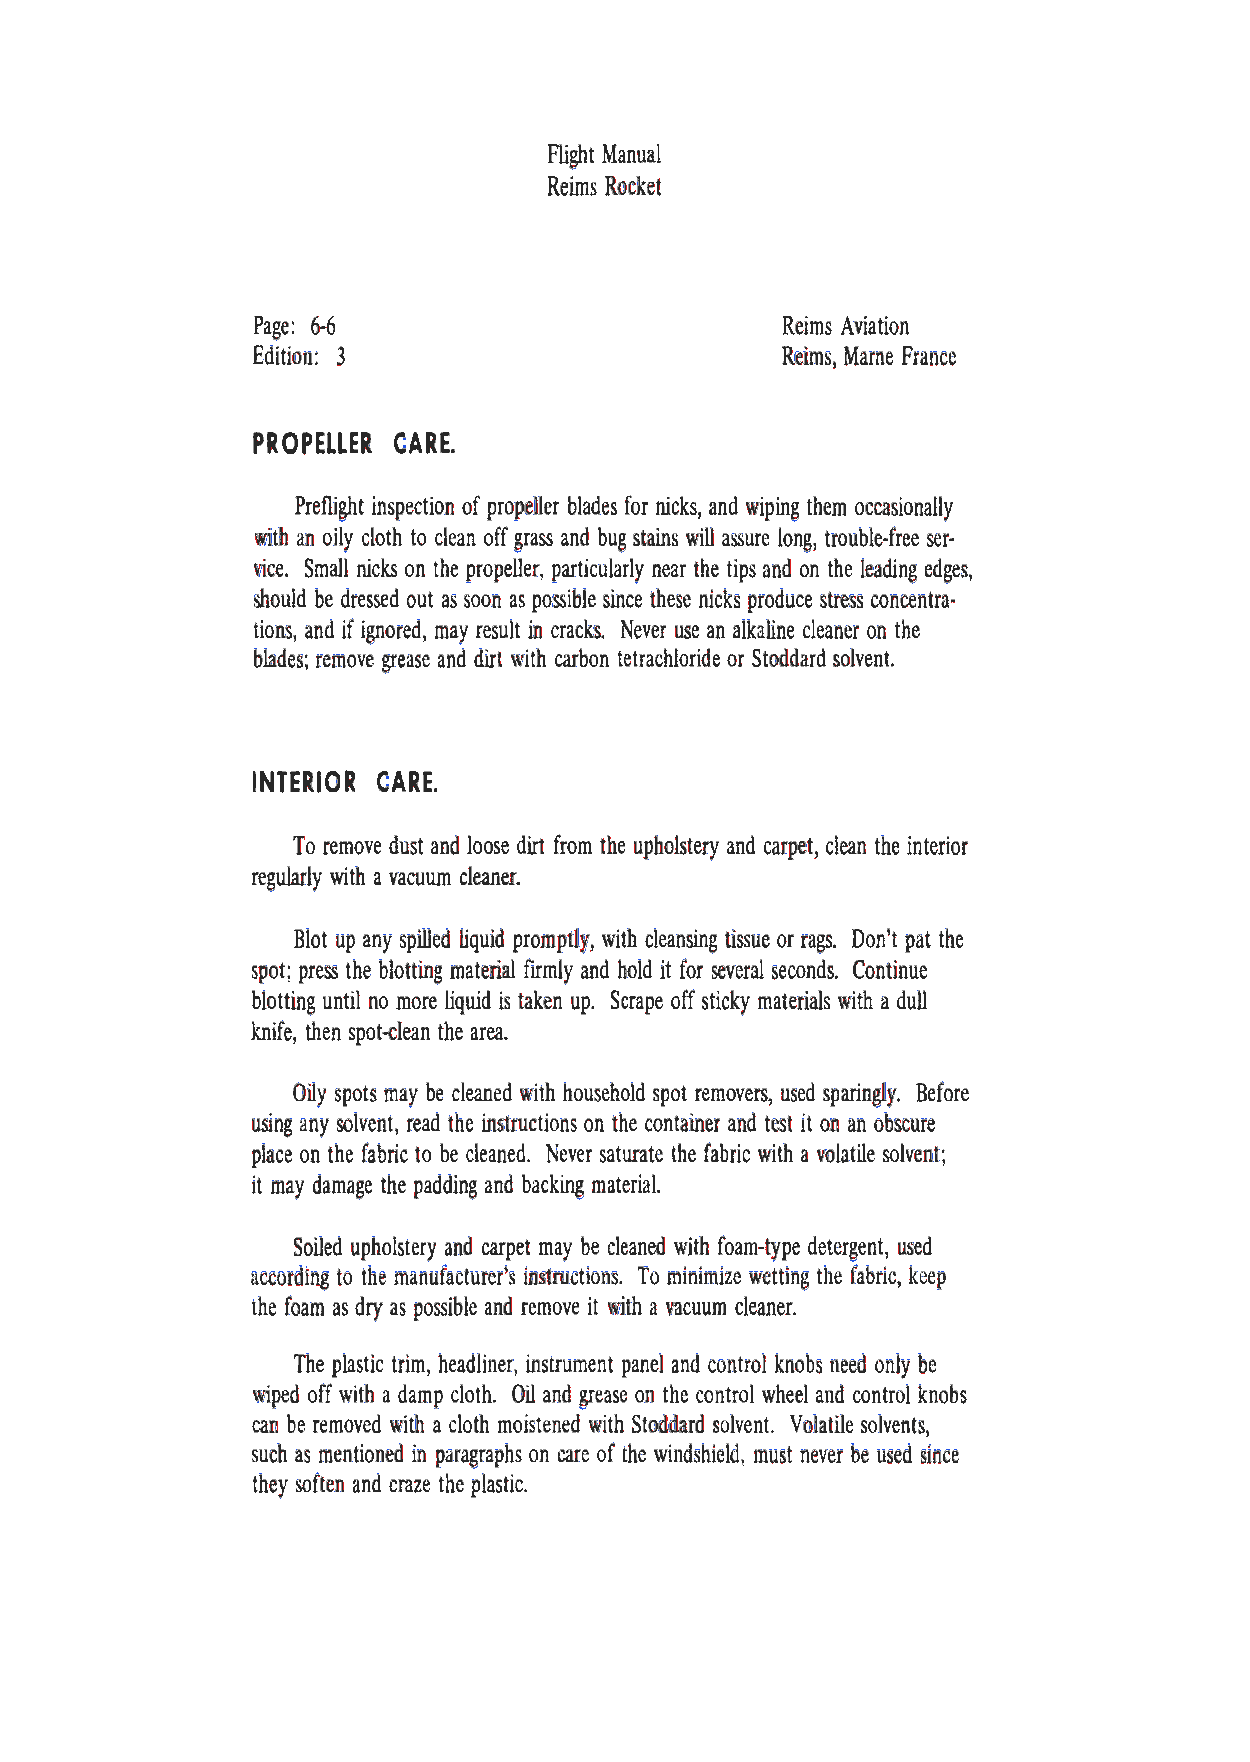 Flight Manual
Reims Rocket
Page: 6-6
Reims Aviation
Edition: 3
Reims, Marne France
PROPELLER CARE.
Preflight inspection of propeller blades for nicks, and wiping them occasionally
with an oily cloth to clean off grass and bug stains will assure long, trouble-free ser-
vice. Small nicks on the propeller, particularly near the tips and on the leading edges,
should be dressed out as soon as possible since these nicks produce stress concentra-
tions, and if ignored, may result in cracks. Never use an alkaline cleaner on the
blades; remove grease and dirt with carbon tetrachloride or Stoddard solvent.
INTERIOR CARE.
To remove dust and loose dirt from the upholstery and carpet, clean the interior
regularly with a vacuum cleaner.
Blot up any spilled liquid promptly, with cleansing tissue or rags. Don't pat the
spot; press the blotting material firmly and hold it for several seconds. Continue
blotting until no more liquid is taken up. Scrape off sticky materials with a dull
knife, then spot-clean the area.
Oily spots may be cleaned with household spot removers, used sparingly. Before
using any solvent, read the instructions on the container and test it on an obscure
place on the fabric to be cleaned. Never saturate the fabric with a volatile solvent;
it may damage the padding and backing material.
Soiled upholstery and carpet may be cleaned with foam-type detergent, used
according to the manufacturer's instructions. To minimize wetting the fabric, keep
the foam as dry as possible and remove it with a vacuum cleaner.
The plastic trim, headliner, instrument panel and control knobs need only be
wiped off with a damp cloth. Oil and grease on the control wheel and control knobs
can be removed with a cloth moistened with Stoddard solvent. Volatile solvents,
such as mentioned in paragraphs on care of the windshield, must never be used since
they soften and craze the plastic.